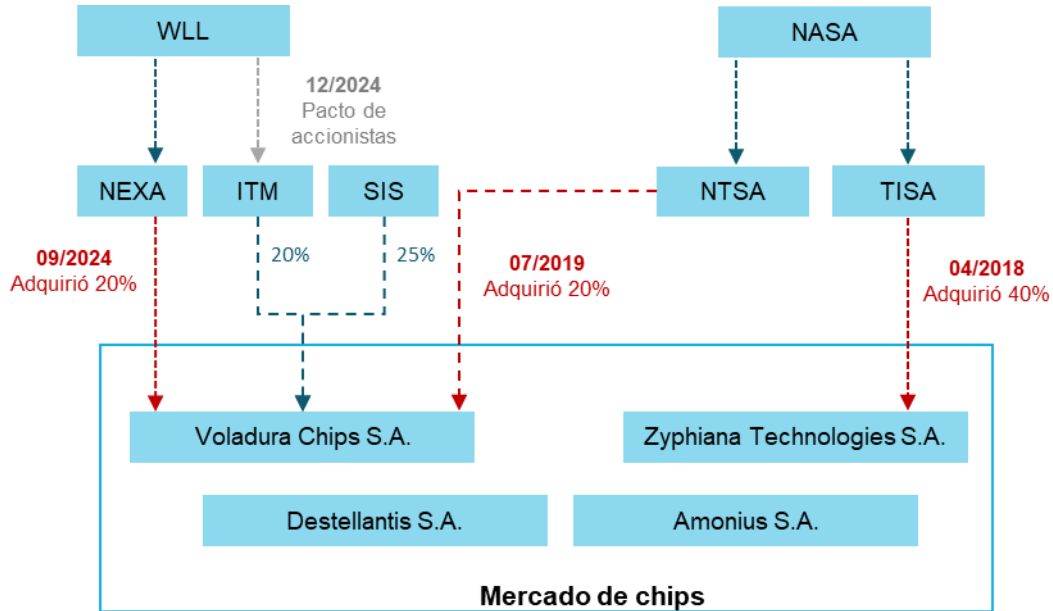 WLL
NASA
12/2024
Pacto de
accionistas
NEXA
ITM
SIS
NTSA
TISA
09/2024
Adquirió 20%
20%
25%
07/2019
Adquirió 20%
04/2018
Adquirió 40%
Voladura Chips S.A.
Zyphiana Technologies S.A.
Destellantis S.A.
Amonius S.A.
Mercado de chips